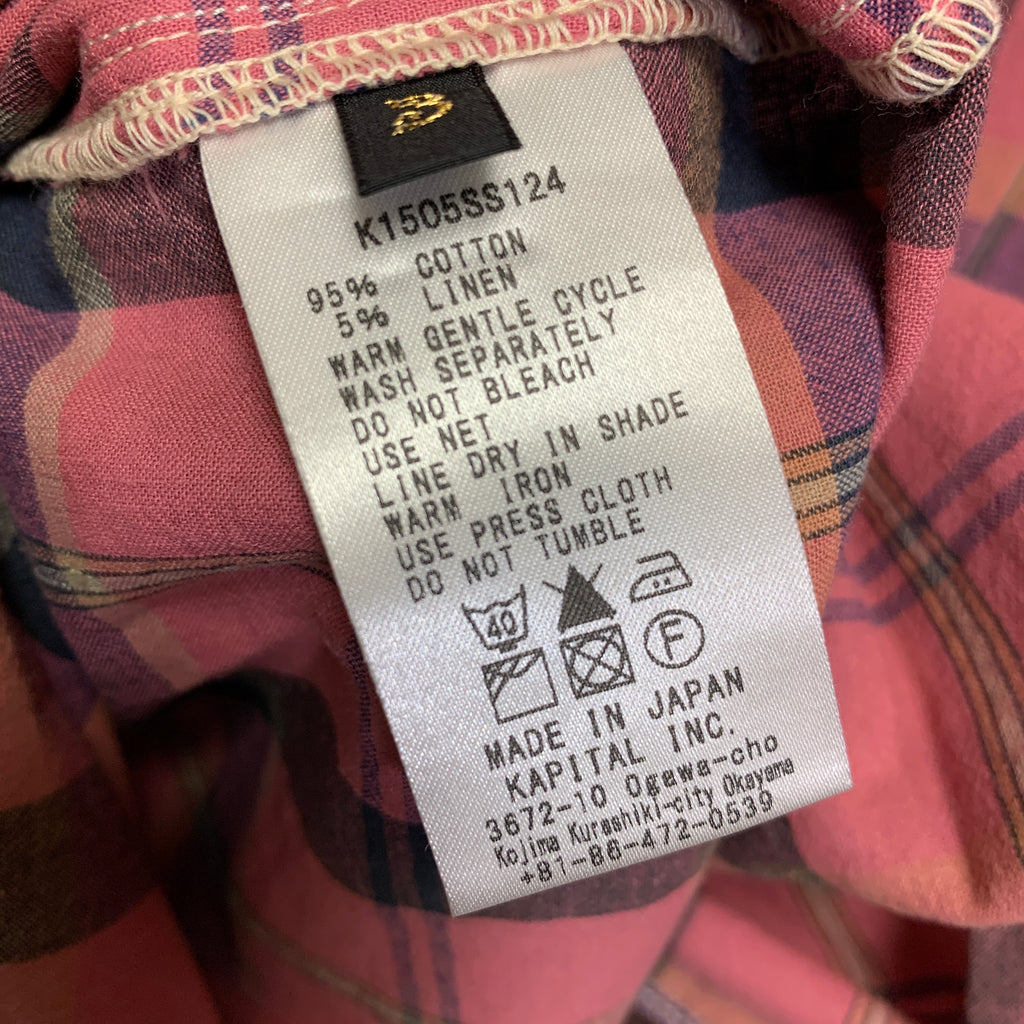 3
K1505SS124
95% COTTON
5% LINEN
WARM GENTLE CYCLE
WASH SEPARATELY
DO NOT BLEACH
USE NET
LINE DRY IN SHADE
WARM IRON
USE PRESS CLOTH
DO NOT TUMBLE
40
F
MADE IN JAPAN
KAPITAL INC.
3672-10 Ogawa-cho
Kojima Kurashiki-city Okayama
+81-86-472-0539